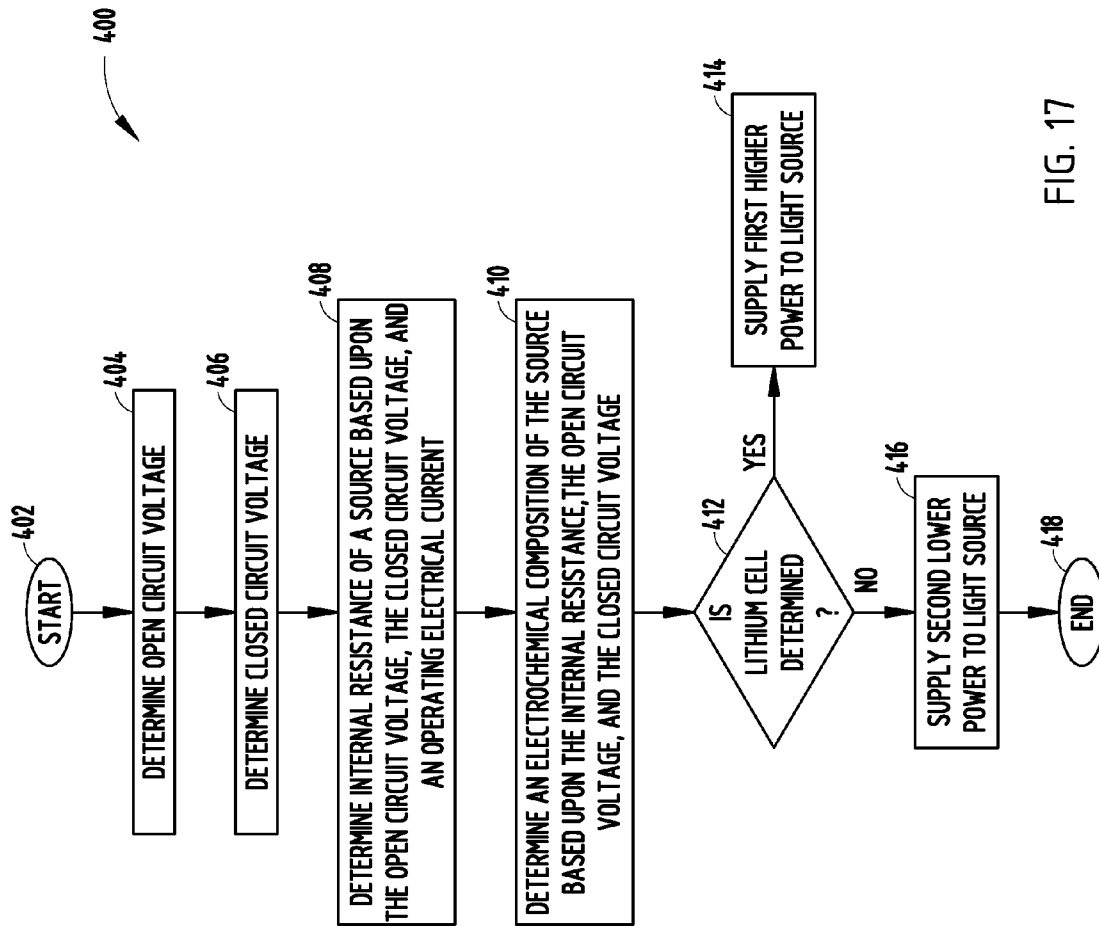 400
402
START
404
DETERMINE OPEN CIRCUIT VOLTAGE
406
DETERMINE CLOSED CIRCUIT VOLTAGE
408
DETERMINE INTERNAL RESISTANCE OF A SOURCE BASED UPON
THE OPEN CIRCUIT VOLTAGE, THE CLOSED CIRCUIT VOLTAGE, AND
AN OPERATING ELECTRICAL CURRENT
410
DETERMINE AN ELECTROCHEMICAL COMPOSITION OF THE SOURCE
BASED UPON THE INTERNAL RESISTANCE,THE OPEN CIRCUIT
VOLTAGE, AND THE CLOSED CIRCUIT VOLTAGE
412
IS
LITHIUM CELL
DETERMINED
?
YES
414
SUPPLY FIRST HIGHER
POWER TO LIGHT SOURCE
NO
416
SUPPLY SECOND LOWER
POWER TO LIGHT SOURCE
418
END
FIG. 17